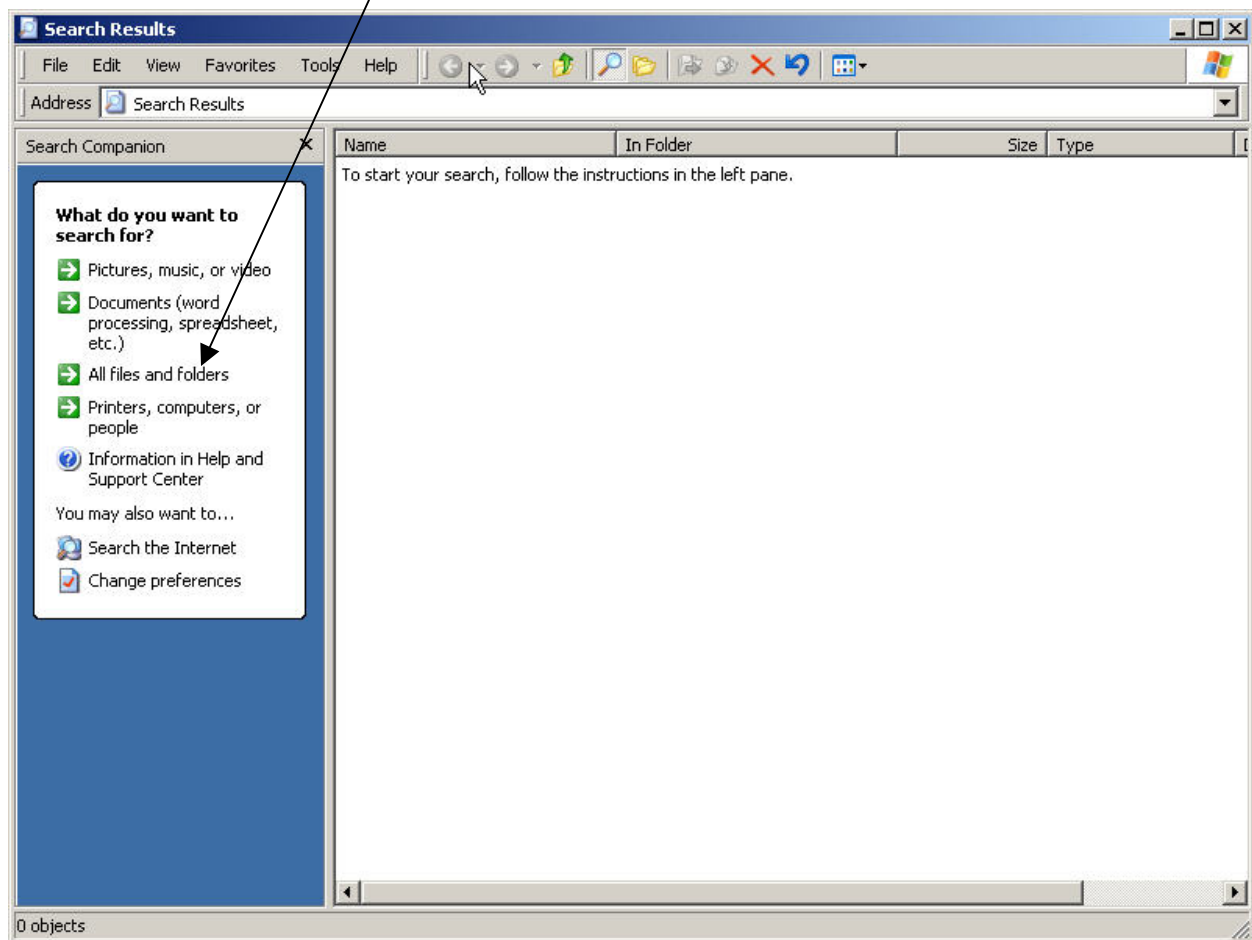 Search Results
File Edit View Favorites Tools Help
Address Search Results
Search Companion
Name In Folder Size Type
To start your search, follow the instructions in the left pane.
What do you want to
search for?
Pictures, music, or video
Documents (word
processing, spreadsheet,
etc.)
All files and folders
Printers, computers, or
people
Information in Help and
Support Center
You may also want to...
Search the Internet
Change preferences
0 objects